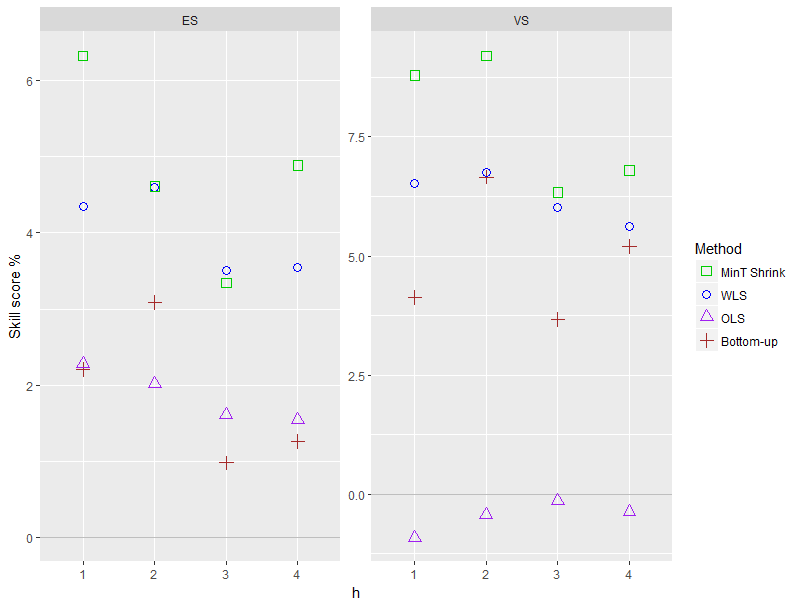 ES
VS
Skill score %
6
4
2
0
7.5
5.0
2.5
0.0
1 2 3 4
1 2 3 4
h
Method
MinT Shrink
WLS
OLS
Bottom-up